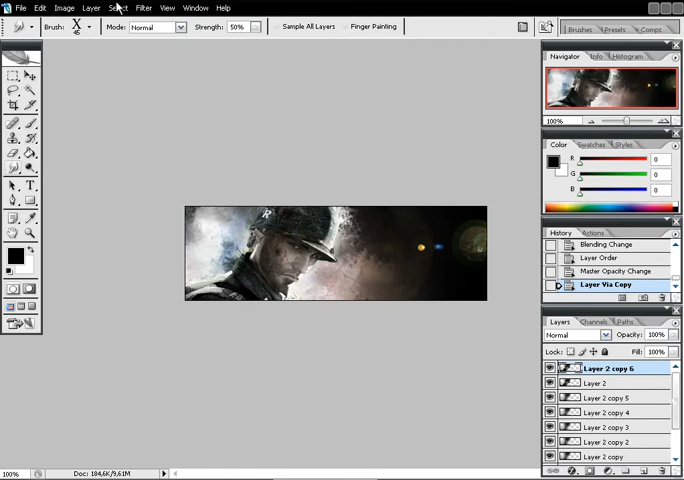 File Edit Image Layer Select Filter View Window Help
Brush: 45 Mode: Normal Strength: 50% Sample All Layers Finger Painting
Brushes Presets Comps
Navigator Info Histogram
100%
Color Swatches Styles
R 0
G 0
B 0
History Actions
Blending Change
Layer Order
Master Opacity Change
Layer Via Copy
Layers Channels Paths
Normal Opacity: 100%
Lock: Fill: 100%
Layer 2 copy 6
Layer 2
Layer 2 copy 5
Layer 2 copy 4
Layer 2 copy 3
Layer 2 copy 2
Layer 2 copy
100% Doc: 184,6K/9,61M